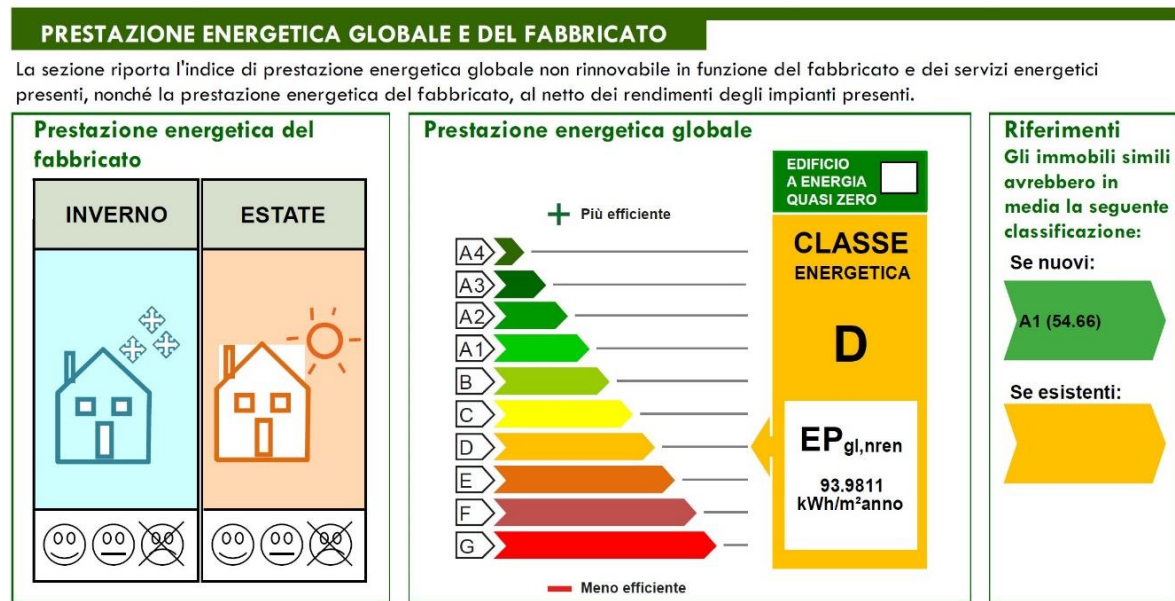 PRESTAZIONE ENERGETICA GLOBALE E DEL FABBRICATO
La sezione riporta l'indice di prestazione energetica globale non rinnovabile in funzione del fabbricato e dei servizi energetici
presenti, nonché la prestazione energetica del fabbricato, al netto dei rendimenti degli impianti presenti.
Prestazione energetica del
fabbricato
INVERNO
ESTATE
Prestazione energetica globale
Più efficiente
A4
A3
A2
A1
B
C
D
E
F
G
Meno efficiente
EDIFICIO
A ENERGIA
QUASI ZERO
CLASSE
ENERGETICA
D
EPgl,nren
93.9811
kWh/m²anno
Riferimenti
Gli immobili simili
avrebbero in
media la seguente
classificazione:
Se nuovi:
A1 (54.66)
Se esistenti: